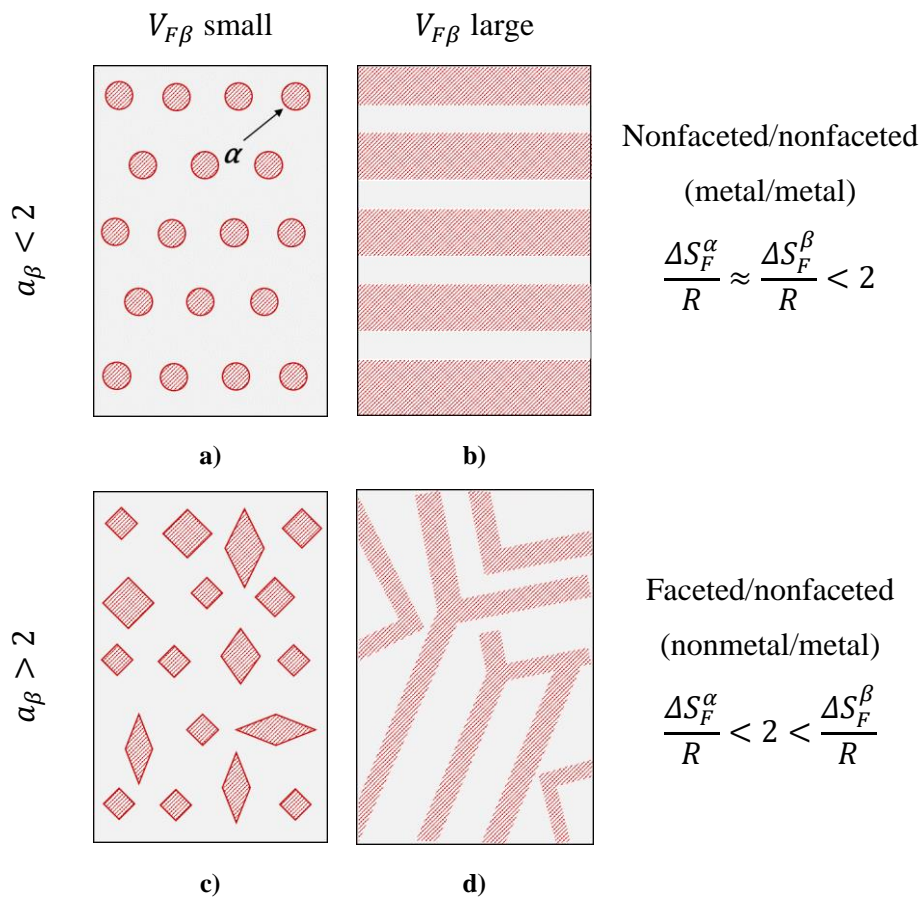 V_{Fβ} small
V_{Fβ} large
α
a_β < 2
Nonfaceted/nonfaceted
(metal/metal)
ΔS_F^α / R ≈ ΔS_F^β / R < 2
a)
b)
a_β > 2
Faceted/nonfaceted
(nonmetal/metal)
ΔS_F^α / R < 2 < ΔS_F^β / R
c)
d)